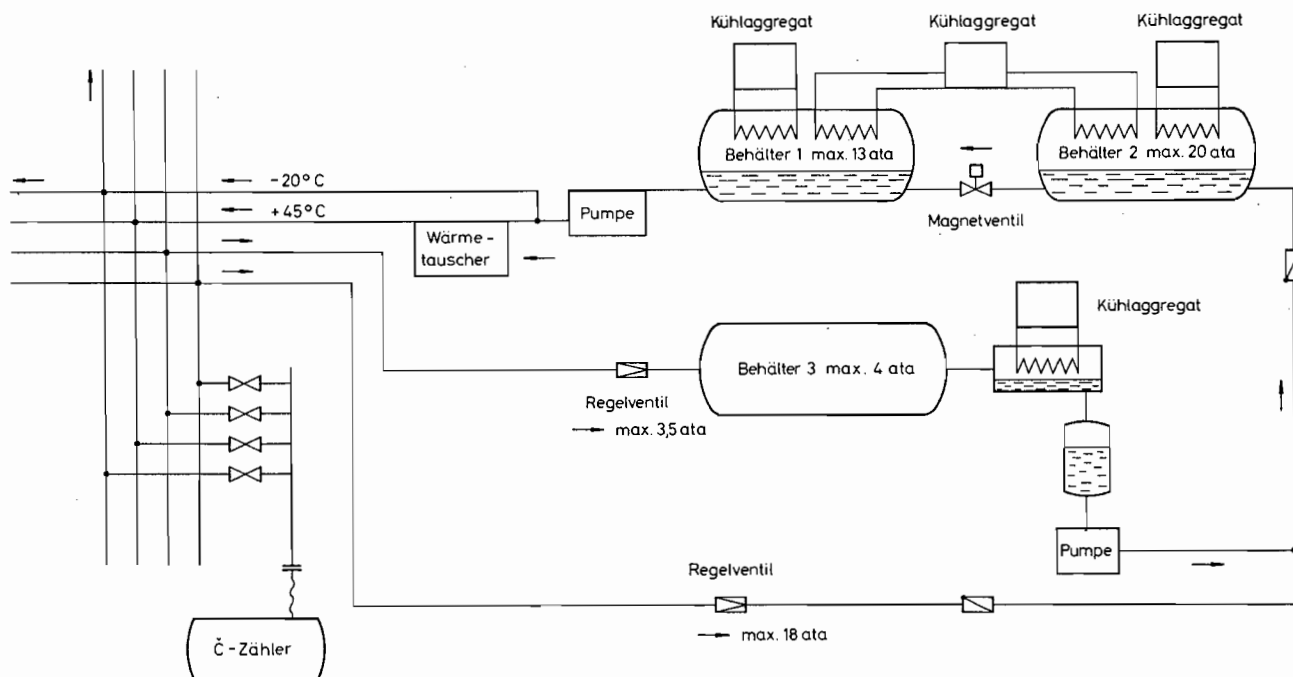 Kühlaggregat
Kühlaggregat
Kühlaggregat
Behälter 1 max. 13 ata
Behälter 2 max. 20 ata
-20°C
+45°C
Pumpe
Magnetventil
Wärme-
tauscher
Kühlaggregat
Behälter 3 max. 4 ata
Regelventil
max. 3,5 ata
Pumpe
Regelventil
max. 18 ata
Č-Zähler